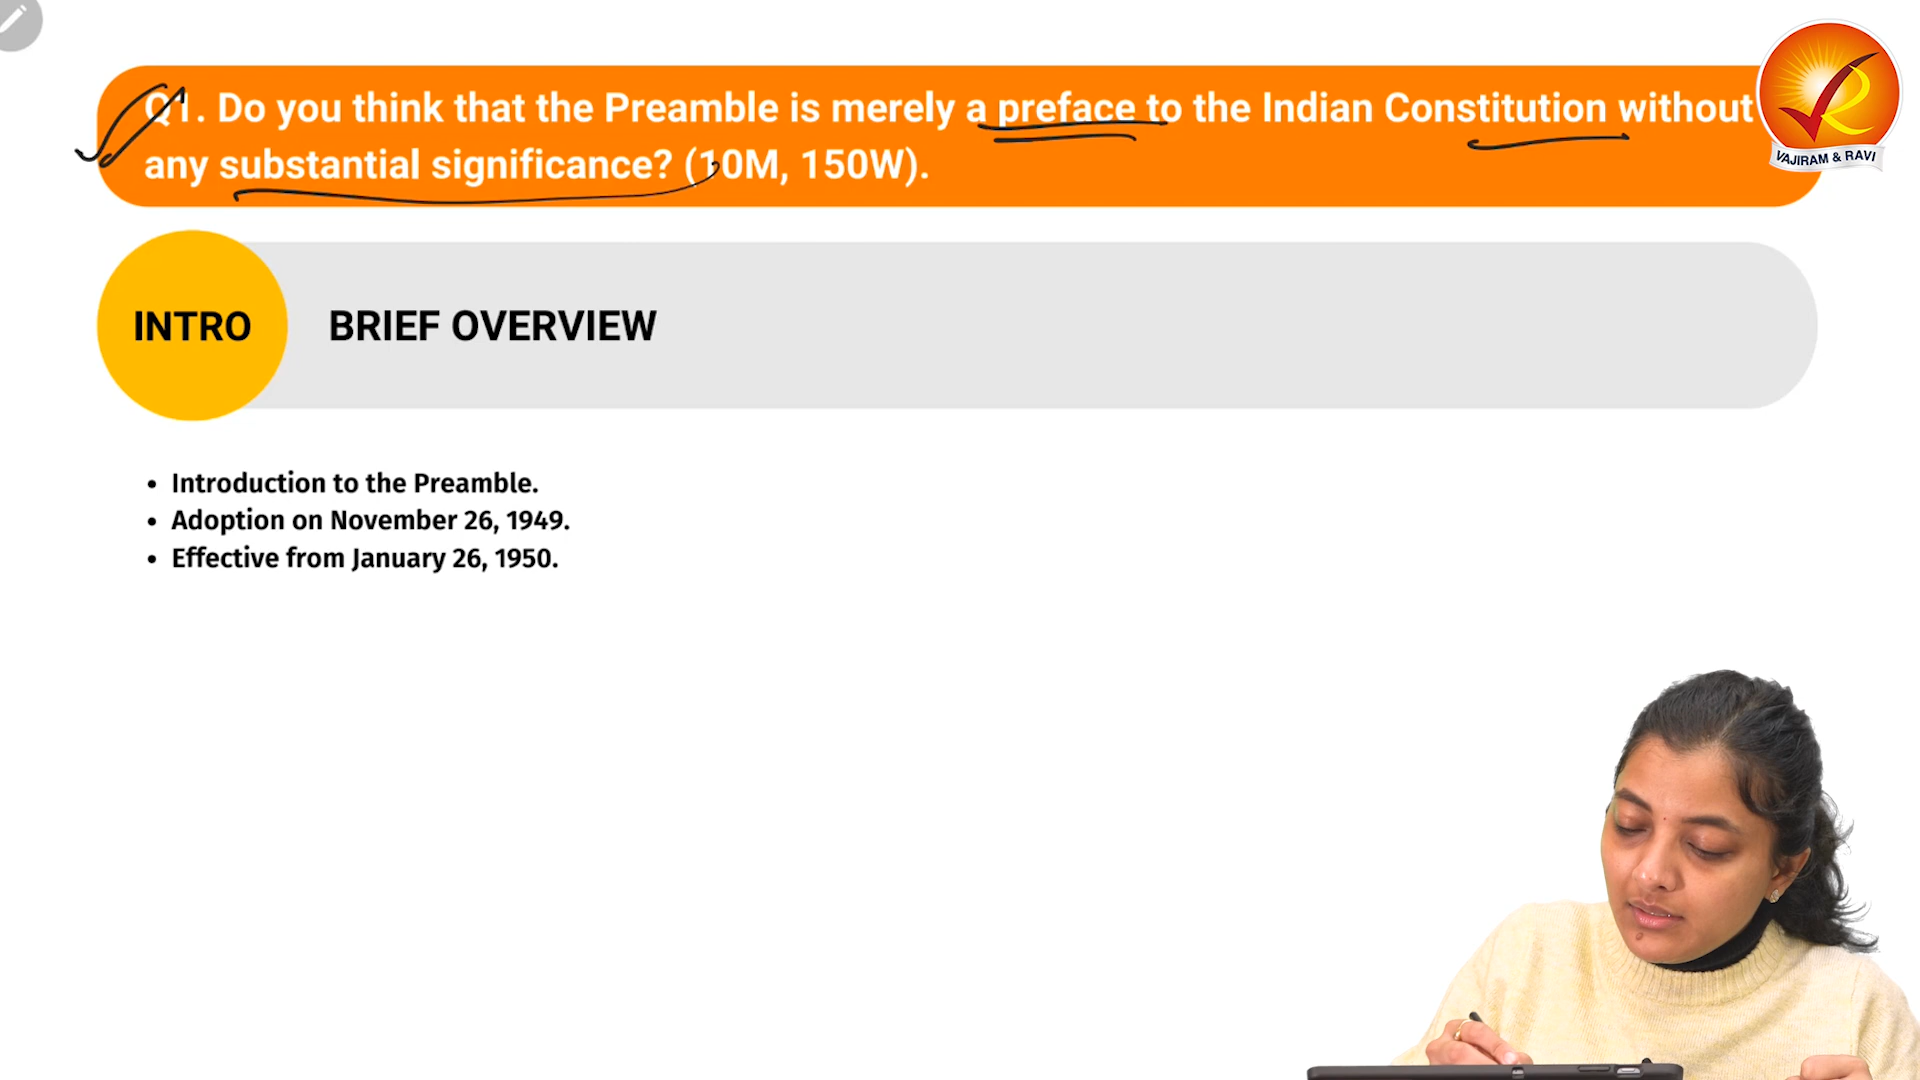 Q1. Do you think that the Preamble is merely a preface to the Indian Constitution without
any substantial significance? (10M, 150W).
VAJIRAM & RAVI
INTRO
BRIEF OVERVIEW
• Introduction to the Preamble.
• Adoption on November 26, 1949.
• Effective from January 26, 1950.